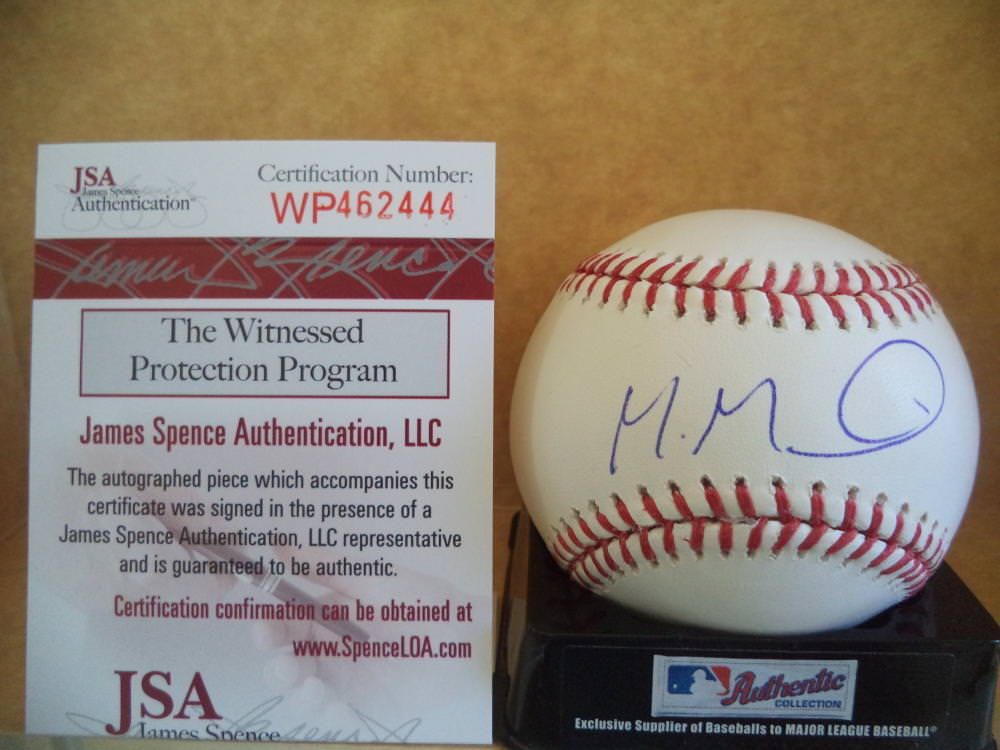 JSA
James Spence
Authentication
Certification Number:
WP462444
James Spence
The Witnessed
Protection Program
James Spence Authentication, LLC
The autographed piece which accompanies this
certificate was signed in the presence of a
James Spence Authentication, LLC representative
and is guaranteed to be authentic.
Certification confirmation can be obtained at
www.SpenceLOA.com
JSA
James Spence
M. M
Authentic
COLLECTION
Exclusive Supplier of Baseballs to MAJOR LEAGUE BASEBALL®